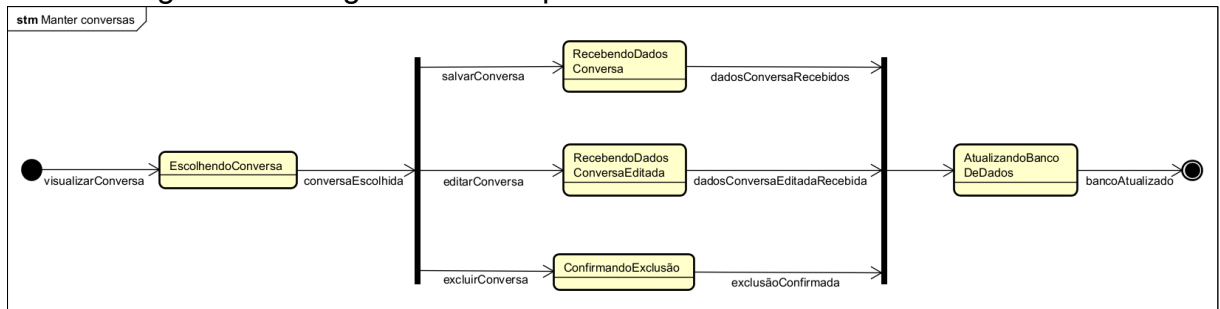 stm Manter conversas
RecebendoDados
Conversa
salvarConversa
dadosConversaRecebidos
EscolhendoConversa
visualizarConversa
conversaEscolhida
editarConversa
RecebendoDados
ConversaEditada
dadosConversaEditadaRecebida
AtualizandoBanco
DeDados
bancoAtualizado
ConfirmandoExclusão
excluirConversa
exclusãoConfirmada